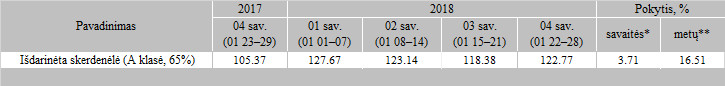 Pavadinimas 2017 2018 Pokytis, %
04 sav. (01 23–29) 01 sav. (01 01–07) 02 sav. (01 08–14) 03 sav. (01 15–21) 04 sav. (01 22–28) savaitės* metų**
Išdarinėta skerdenėlė (A klasė, 65%) 105.37 127.67 123.14 118.38 122.77 3.71 16.51